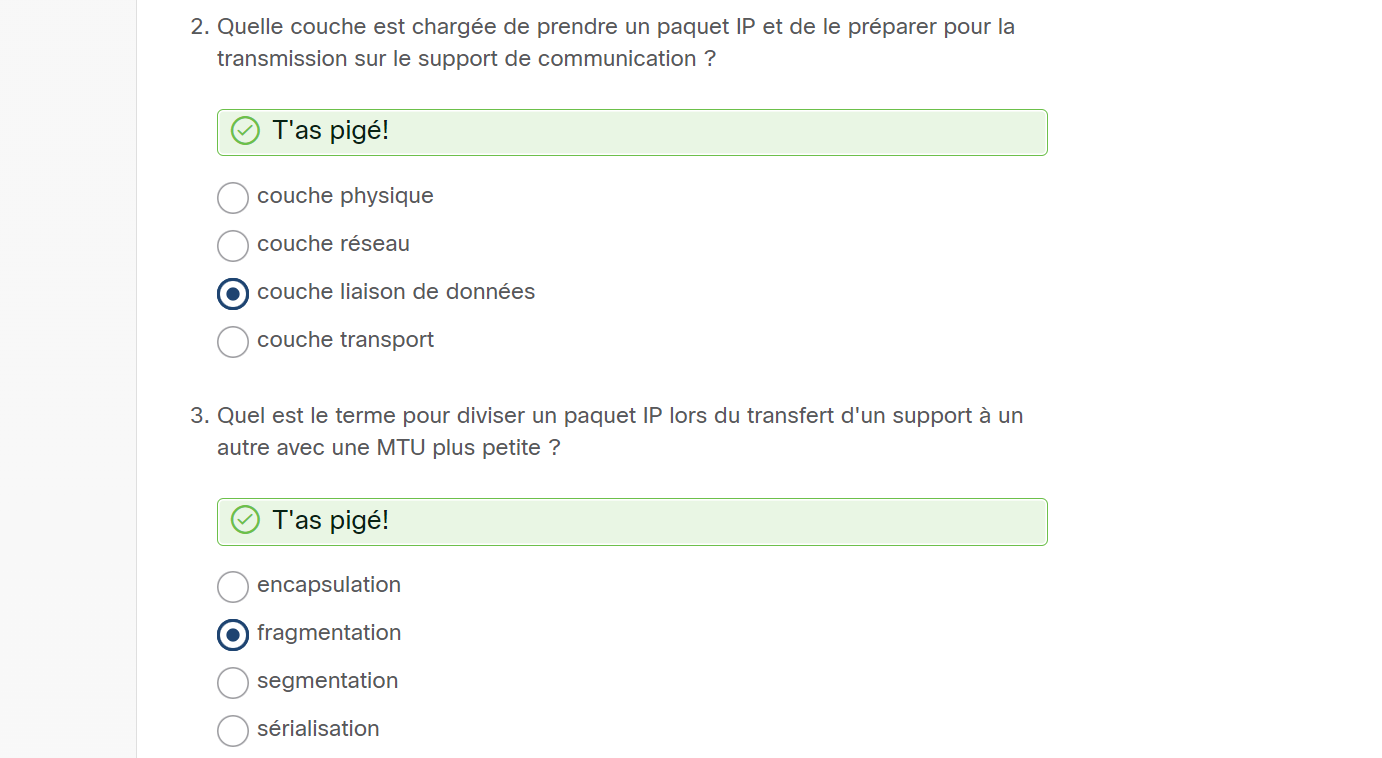 2. Quelle couche est chargée de prendre un paquet IP et de le préparer pour la
transmission sur le support de communication ?
T'as pigé!
couche physique
couche réseau
couche liaison de données
couche transport
3. Quel est le terme pour diviser un paquet IP lors du transfert d'un support à un
autre avec une MTU plus petite ?
T'as pigé!
encapsulation
fragmentation
segmentation
sérialisation